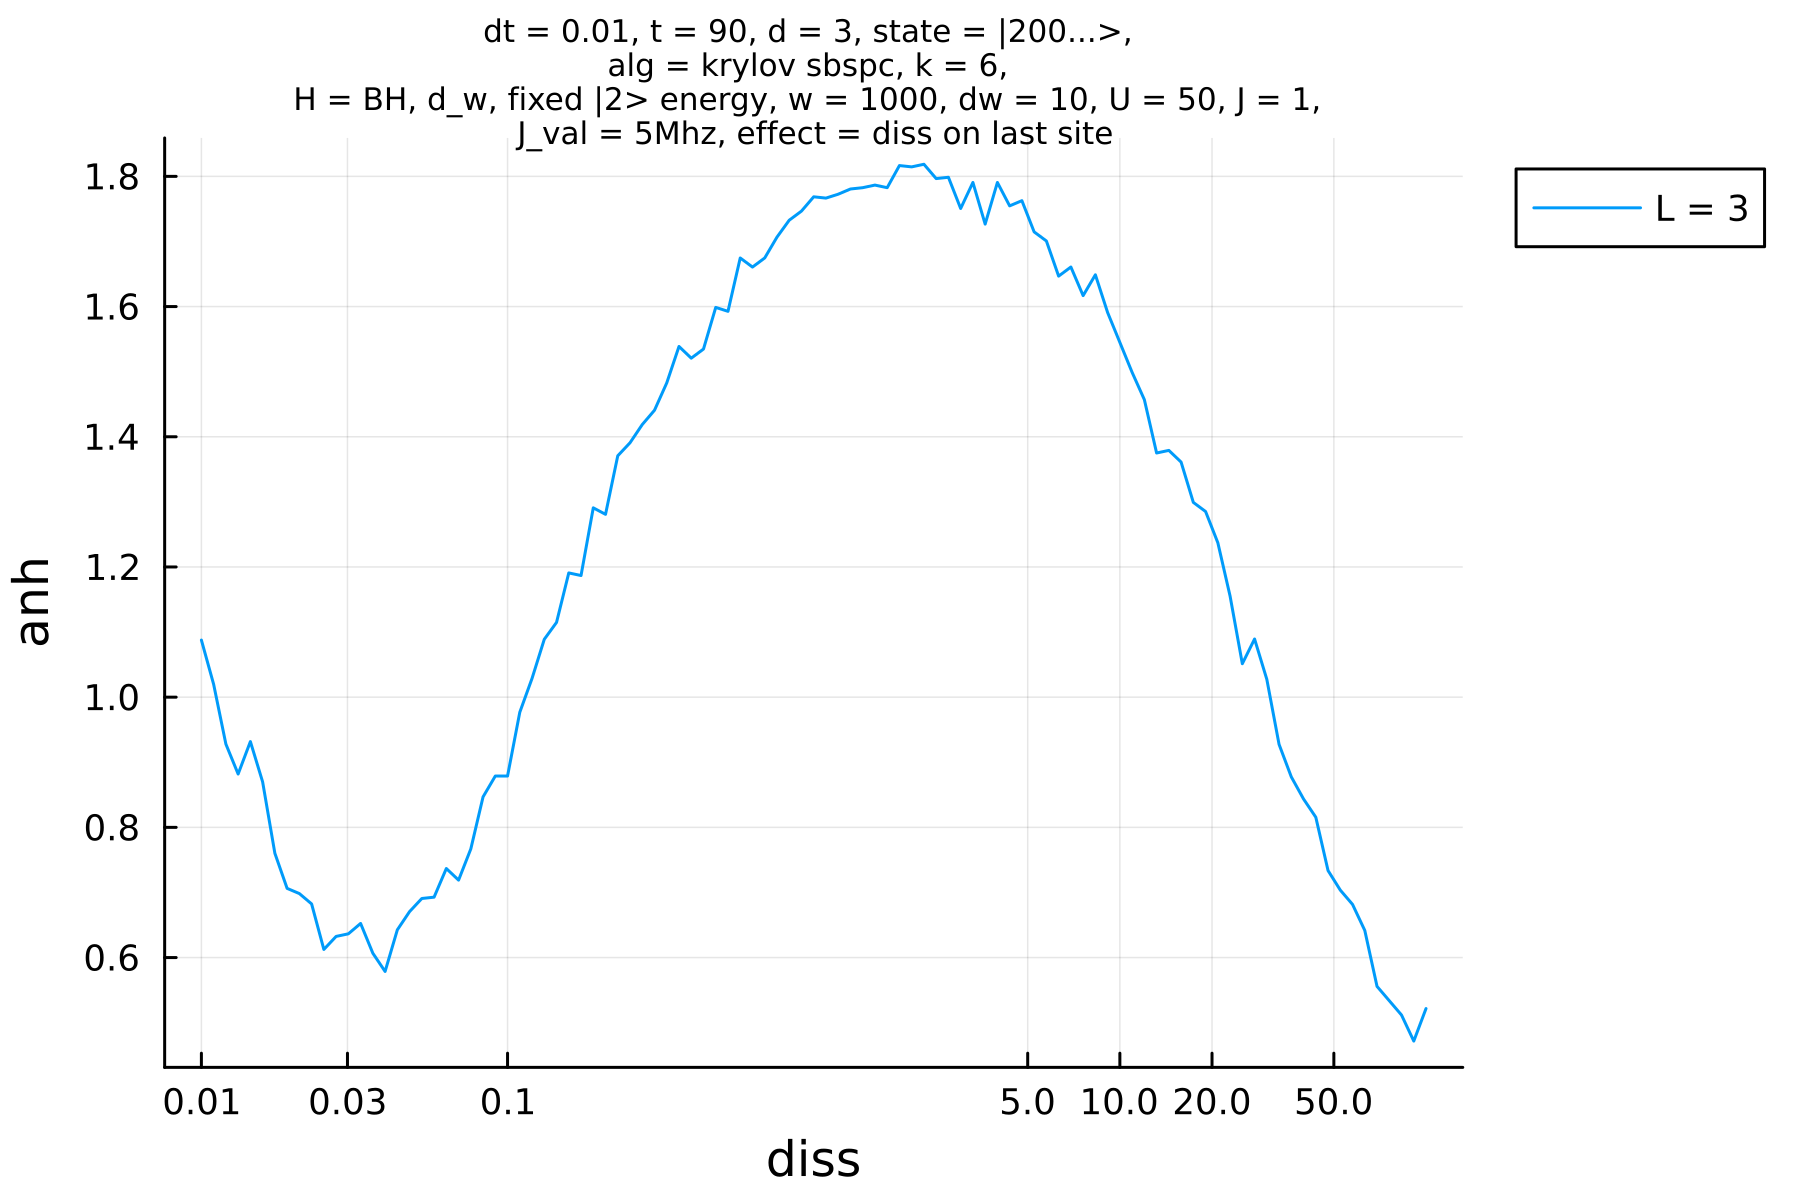 dt = 0.01, t = 90, d = 3, state = |200...>,
alg = krylov sbspc, k = 6,
H = BH, d_w, fixed |2> energy, w = 1000, dw = 10, U = 50, J = 1,
J_val = 5Mhz, effect = diss on last site
L = 3
1.8
1.6
1.4
1.2
1.0
0.8
0.6
anh
0.01 0.03 0.1 5.0 10.0 20.0 50.0
diss